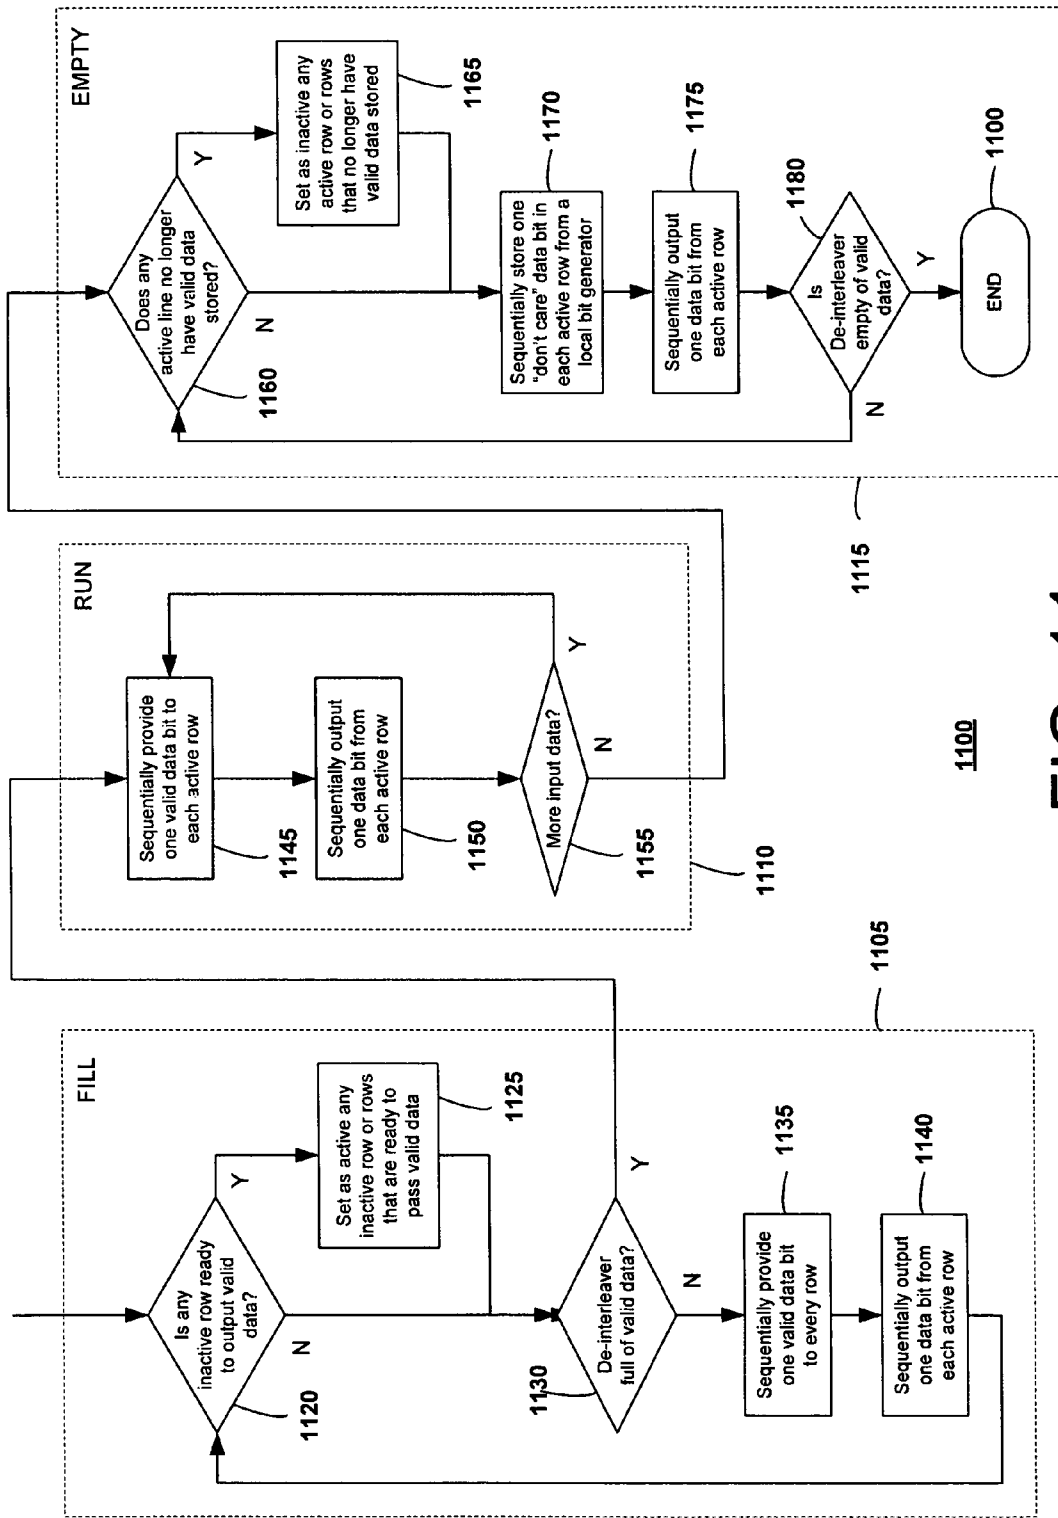 FILL
Is any
inactive row ready
to output valid
data?
1120
Y
N
Set as active any
inactive row or rows
that are ready to
pass valid data
1125
De-interleaver
full of valid data?
1130
Y
N
Sequentially provide
one valid data bit
to every row
1135
Sequentially output
one data bit from
each active row
1140
1105
RUN
Sequentially provide
one valid data bit to
each active row
1145
Sequentially output
one data bit from
each active row
1150
More input data?
1155
Y
N
1110
EMPTY
Does any
active line no longer
have valid data
stored?
1160
Y
N
Set as inactive any
active row or rows
that no longer have
valid data stored
1165
Sequentially store one
"don't care" data bit in
each active row from a
local bit generator
1170
Sequentially output
one data bit from
each active row
1175
Is
De-interleaver
empty of valid
data?
1180
N
Y
END
1100
1115
1100